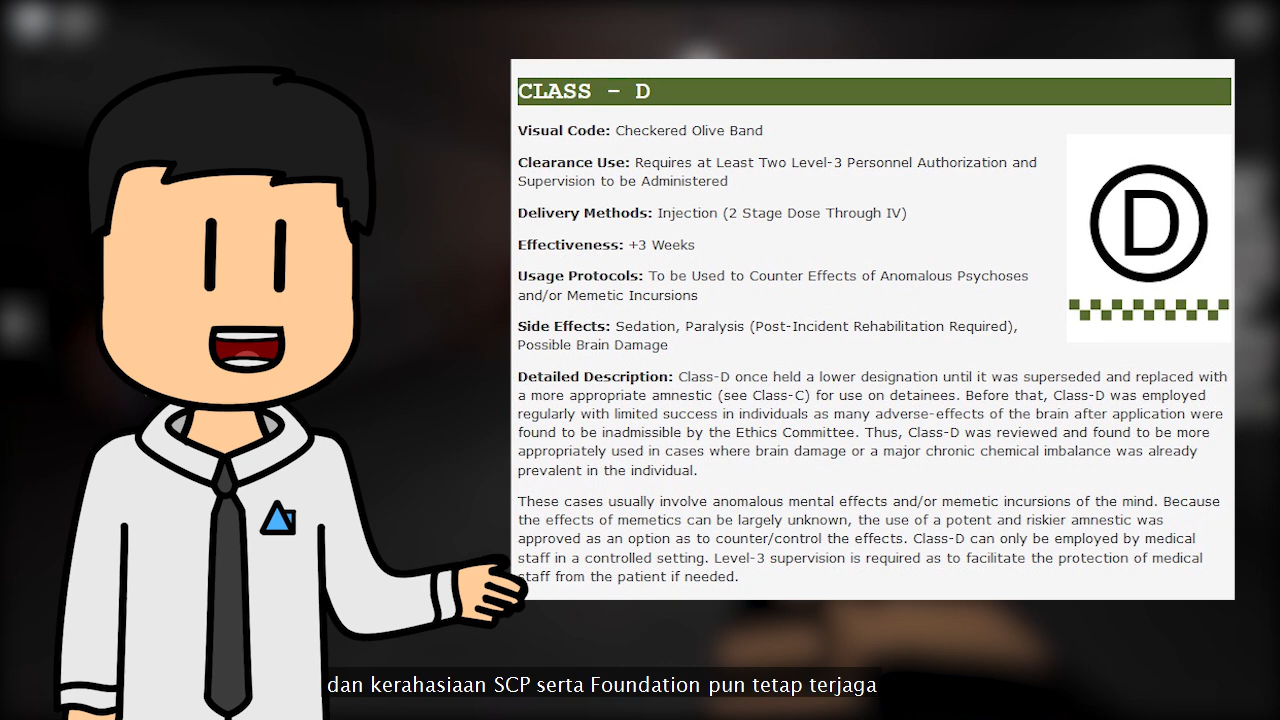 CLASS - D
Visual Code: Checkered Olive Band
Clearance Use: Requires at Least Two Level-3 Personnel Authorization and
Supervision to be Administered
Delivery Methods: Injection (2 Stage Dose Through IV)
Effectiveness: +3 Weeks
Usage Protocols: To be Used to Counter Effects of Anomalous Psychoses
and/or Memetic Incursions
Side Effects: Sedation, Paralysis (Post-Incident Rehabilitation Required),
Possible Brain Damage
D
Detailed Description: Class-D once held a lower designation until it was superseded and replaced with
a more appropriate amnestic (see Class-C) for use on detainees. Before that, Class-D was employed
regularly with limited success in individuals as many adverse-effects of the brain after application were
found to be inadmissible by the Ethics Committee. Thus, Class-D was reviewed and found to be more
appropriately used in cases where brain damage or a major chronic chemical imbalance was already
prevalent in the individual.
These cases usually involve anomalous mental effects and/or memetic incursions of the mind. Because
the effects of memetics can be largely unknown, the use of a potent and riskier amnestic was
approved as an option as to counter/control the effects. Class-D can only be employed by medical
staff in a controlled setting. Level-3 supervision is required as to facilitate the protection of medical
staff from the patient if needed.
dan kerahasiaan SCP serta Foundation pun tetap terjaga